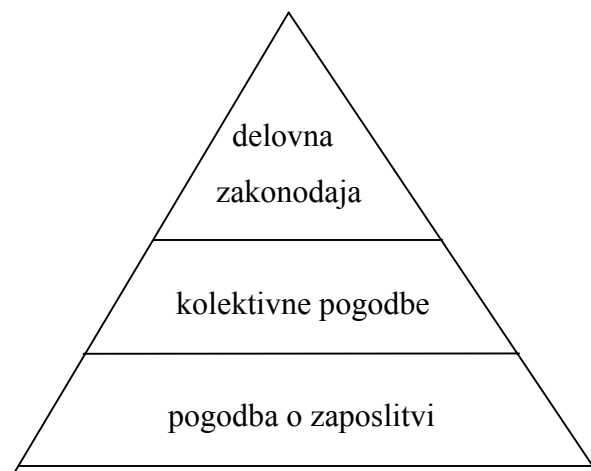 delovna
zakonodaja
kolektivne pogodbe
pogodba o zaposlitvi